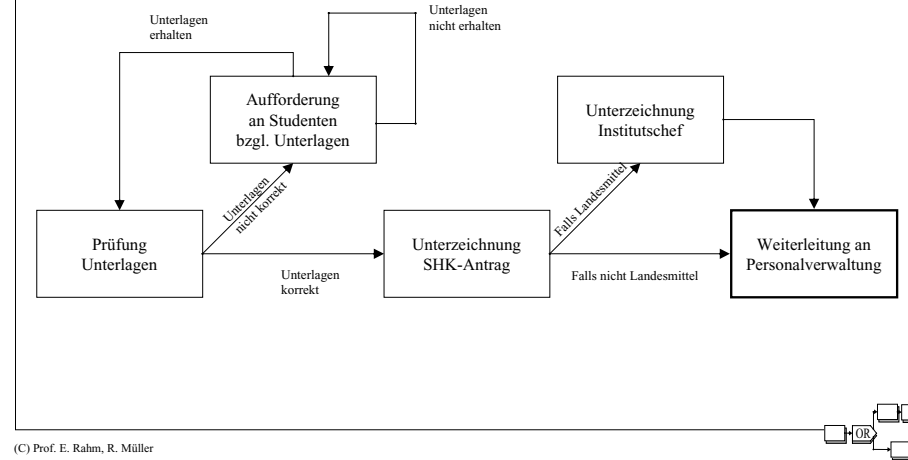 Unterlagen
erhalten
Unterlagen
nicht erhalten
Aufforderung
an Studenten
bzgl. Unterlagen
Unterzeichnung
Institutschef
Unterlagen
nicht korrekt
Falls Landesmittel
Prüfung
Unterlagen
Unterzeichnung
SHK-Antrag
Weiterleitung an
Personalverwaltung
Unterlagen
korrekt
Falls nicht Landesmittel
OR
(C) Prof. E. Rahm, R. Müller